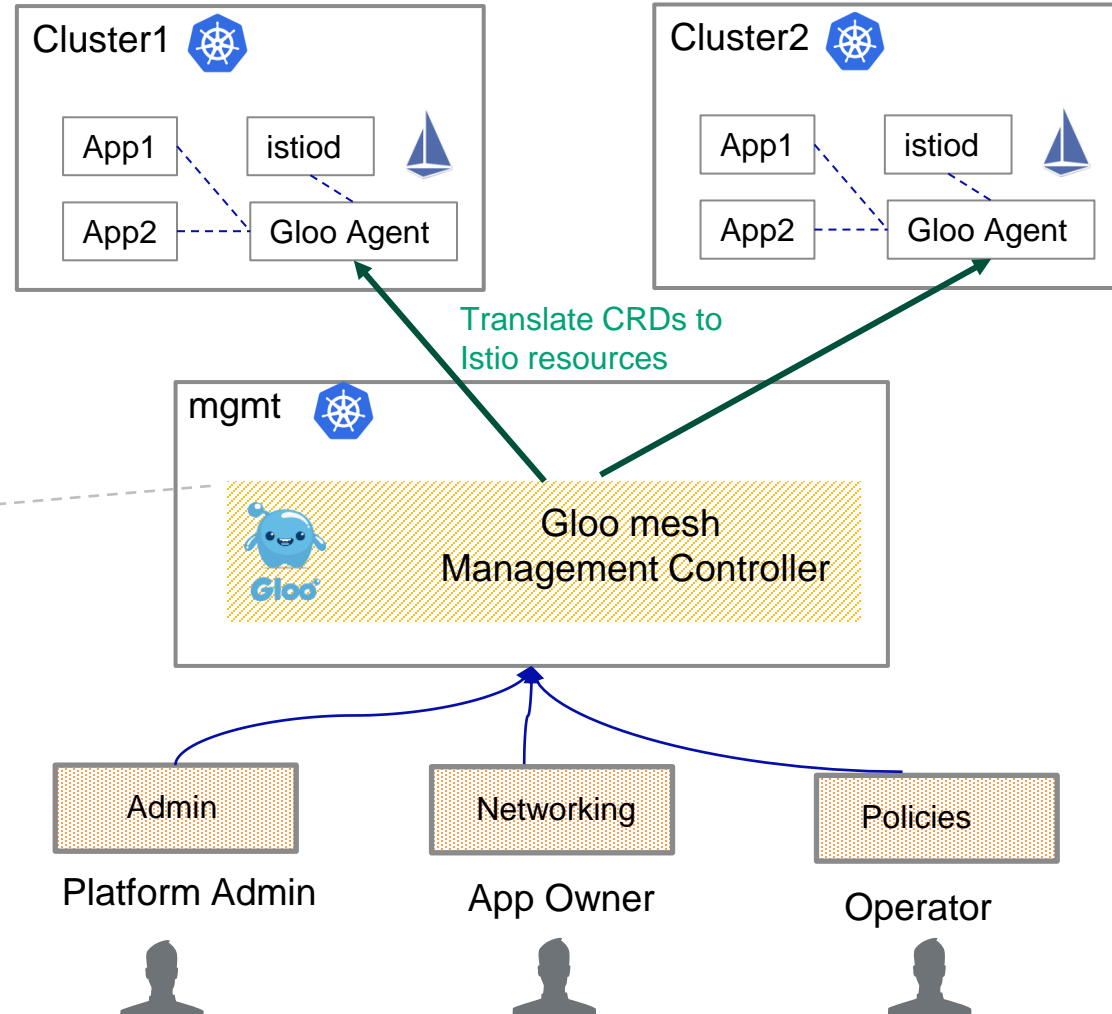 Cluster1
Cluster2
App1
istiod
App2
Gloo Agent
App1
istiod
App2
Gloo Agent
Translate CRDs to
Istio resources
mgmt
Gloo
Gloo mesh
Management Controller
Admin
Networking
Policies
Platform Admin
App Owner
Operator